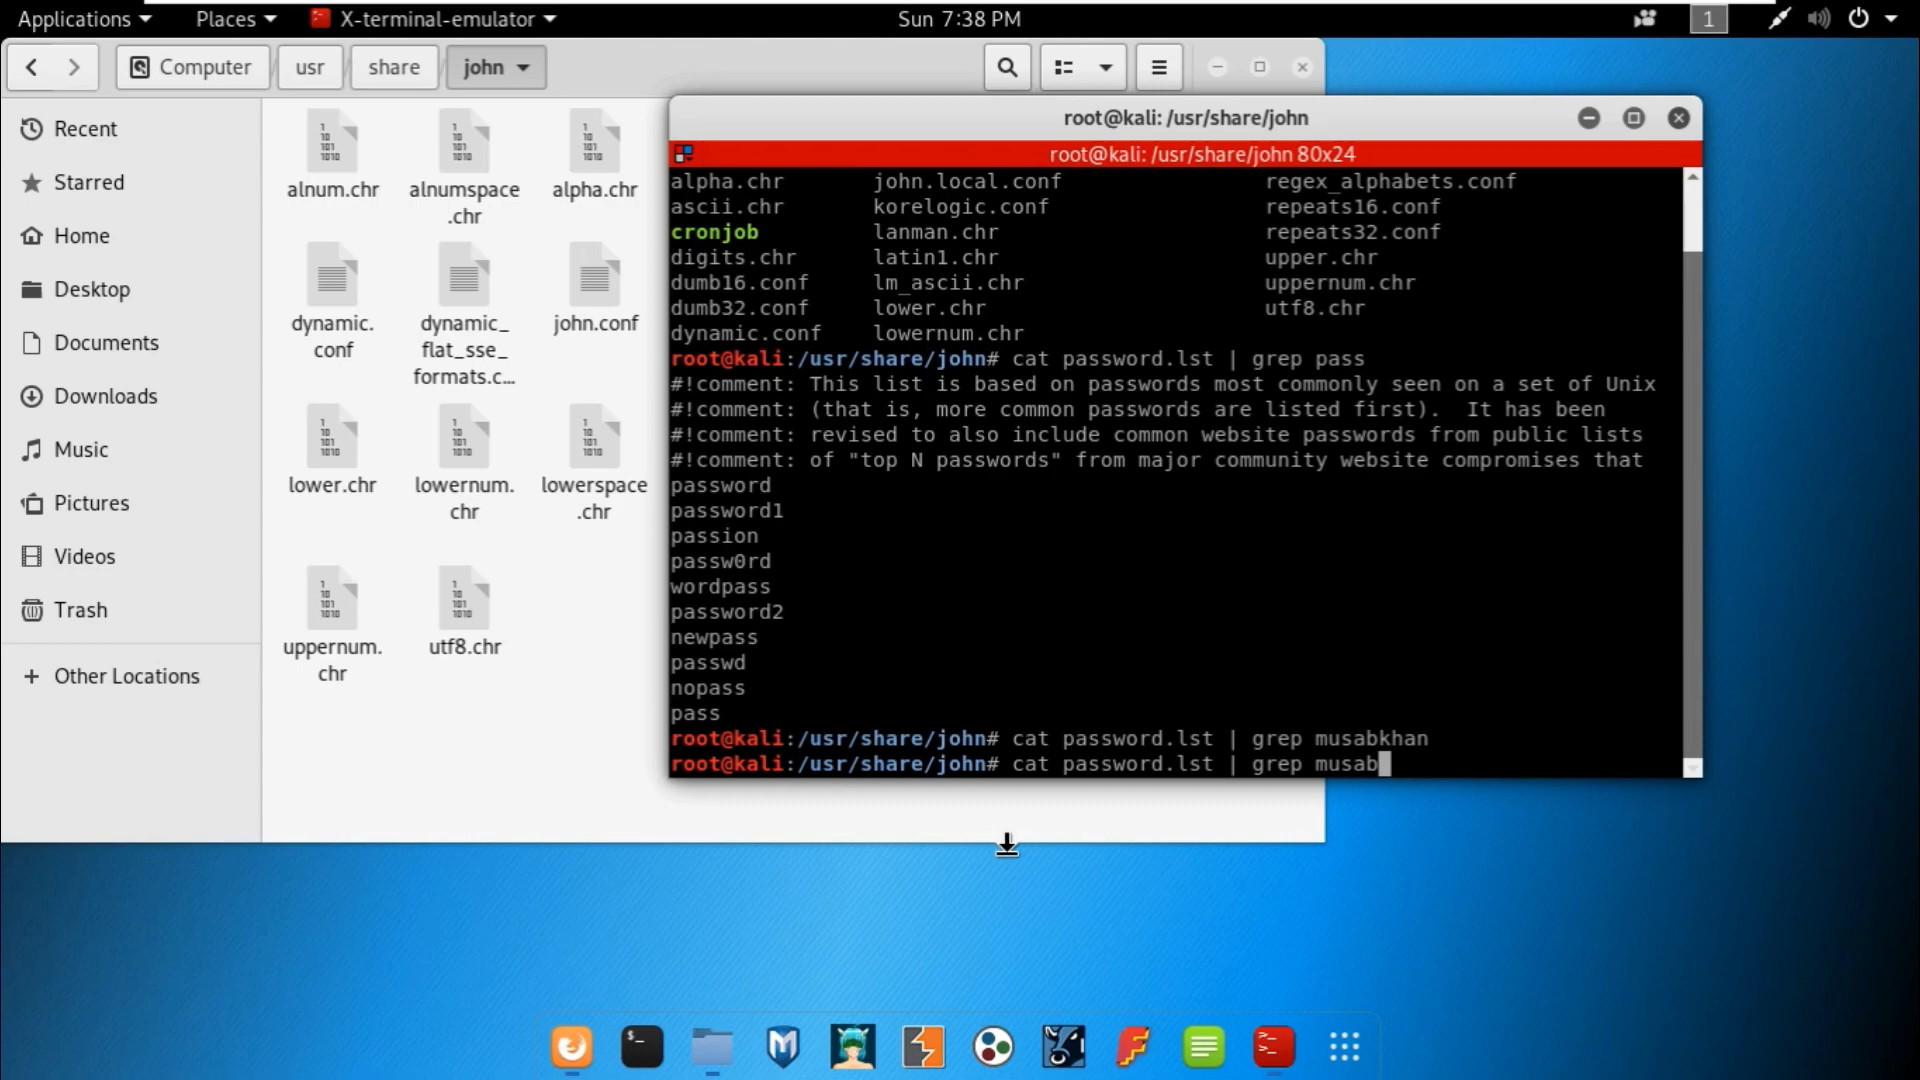 Applications Places X-terminal-emulator Sun 7:38 PM 1
Computer usr share john
Recent
Starred
Home
Desktop
Documents
Downloads
Music
Pictures
Videos
Trash
+ Other Locations
alnum.chr
alnumspace
.chr
alpha.chr
dynamic.
conf
dynamic_
flat_sse_
formats.c...
john.conf
lower.chr
lowernum.
chr
lowerspace
.chr
uppernum.
chr
utf8.chr
root@kali: /usr/share/john
root@kali: /usr/share/john 80x24
alpha.chr john.local.conf regex_alphabets.conf
ascii.chr korelogic.conf repeats16.conf
cronjob lanman.chr repeats32.conf
digits.chr latin1.chr upper.chr
dumb16.conf lm_ascii.chr uppernum.chr
dumb32.conf lower.chr utf8.chr
dynamic.conf lowernum.chr
root@kali:/usr/share/john# cat password.lst | grep pass
#!comment: This list is based on passwords most commonly seen on a set of Unix
#!comment: (that is, more common passwords are listed first).  It has been
#!comment: revised to also include common website passwords from public lists
#!comment: of "top N passwords" from major community website compromises that
password
password1
passion
passw0rd
wordpass
password2
newpass
passwd
nopass
pass
root@kali:/usr/share/john# cat password.lst | grep musabkhan
root@kali:/usr/share/john# cat password.lst | grep musab